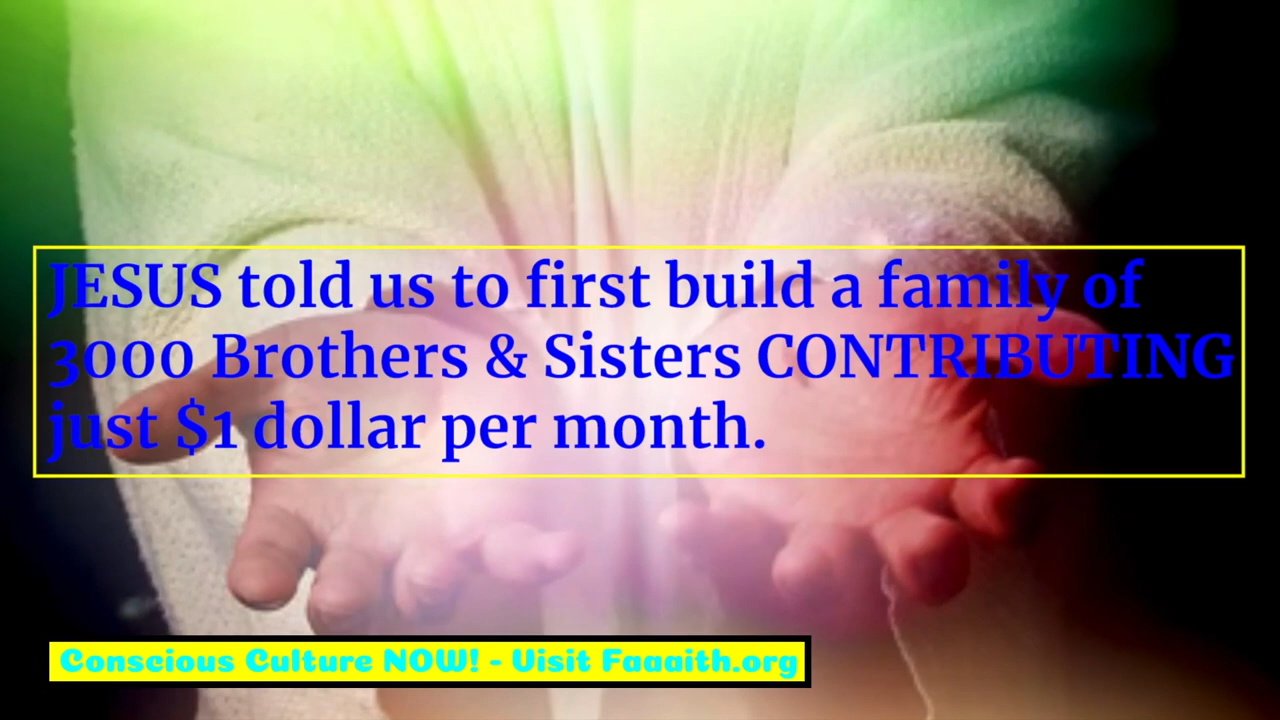 JESUS told us to first build a family of
3000 Brothers & Sisters CONTRIBUTING
just $1 dollar per month.
Conscious Culture NOW! - Visit Faaaith.org